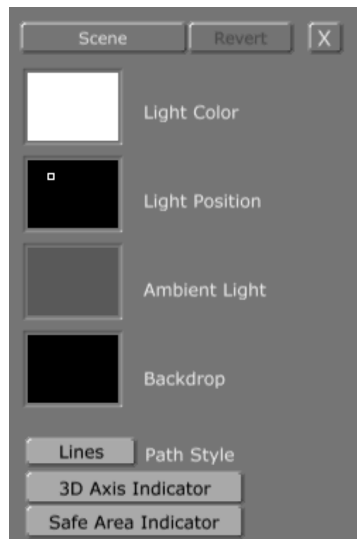 Scene Revert X
Light Color
Light Position
Ambient Light
Backdrop
Lines Path Style
3D Axis Indicator
Safe Area Indicator